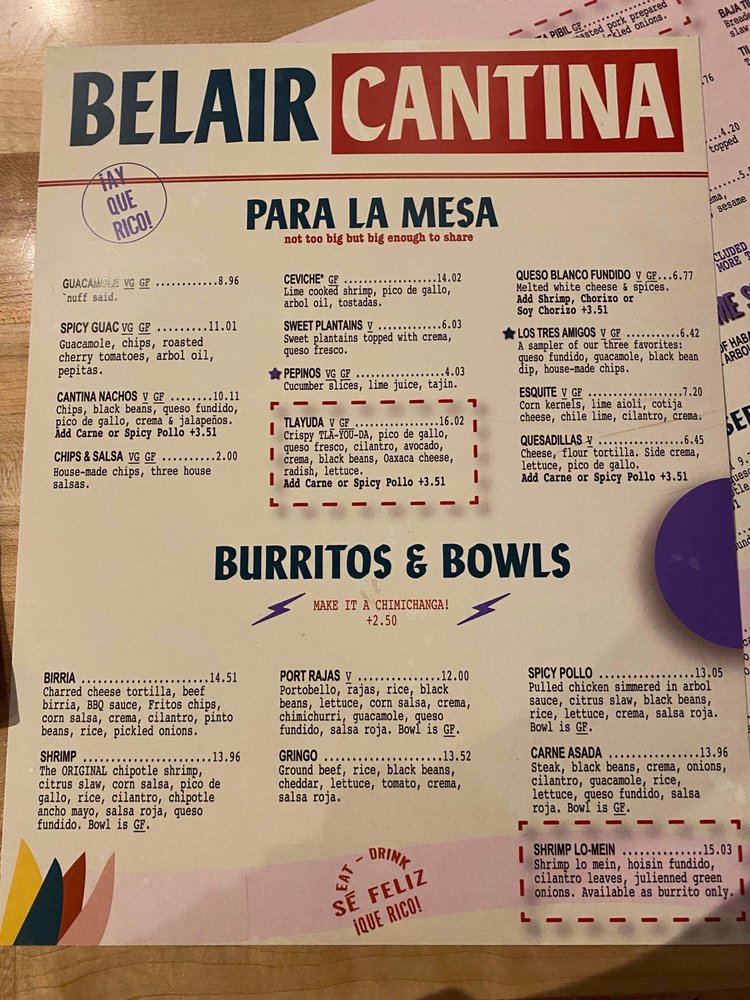 BELAIR CANTINA
¡AY
QUE
RICO!
PARA LA MESA
not too big but big enough to share
GUACAMOLE VG GF ............8.96
`nuff said.
SPICY GUAC VG GF ...........11.01
Guacamole, chips, roasted
cherry tomatoes, arbol oil,
pepitas.
CANTINA NACHOS V GF ........10.11
Chips, black beans, queso fundido,
pico de gallo, crema & jalapeños.
Add Carne or Spicy Pollo +3.51
CHIPS & SALSA VG GF ..........2.00
House-made chips, three house
salsas.
CEVICHE* GF ..................14.02
Lime cooked shrimp, pico de gallo,
arbol oil, tostadas.
SWEET PLANTAINS V ............6.03
Sweet plantains topped with crema,
queso fresco.
PEPINOS VG GF .................4.03
Cucumber slices, lime juice, tajin.
TLAYUDA V GF ................16.02
Crispy TLA-YOU-DA, pico de gallo,
queso fresco, cilantro, avocado,
crema, black beans, Oaxaca cheese,
radish, lettuce.
Add Carne or Spicy Pollo +3.51
QUESO BLANCO FUNDIDO V GF...6.77
Melted white cheese & spices.
Add Shrimp, Chorizo or
Soy Chorizo +3.51
LOS TRES AMIGOS V GF .........6.42
A sampler of our three favorites:
queso fundido, guacamole, black bean
dip, house-made chips.
ESQUITE V GF .................7.20
Corn kernels, lime aioli, cotija
cheese, chile lime, cilantro, crema.
QUESADILLAS V ................6.45
Cheese, flour tortilla. Side crema,
lettuce, pico de gallo.
Add Carne or Spicy Pollo +3.51
BURRITOS & BOWLS
MAKE IT A CHIMICHANGA!
+2.50
BIRRIA ......................14.51
Charred cheese tortilla, beef
birria, BBQ sauce, Fritos chips,
corn salsa, crema, cilantro, pinto
beans, rice, pickled onions.
SHRIMP .......................13.96
The ORIGINAL chipotle shrimp,
citrus slaw, corn salsa, pico de
gallo, rice, cilantro, chipotle
ancho mayo, salsa roja, queso
fundido. Bowl is GF.
PORT RAJAS V .................12.00
Portobello, rajas, rice, black
beans, lettuce, corn salsa, crema,
chimichurri, guacamole, queso
fundido, salsa roja. Bowl is GF.
GRINGO .......................13.52
Ground beef, rice, black beans,
cheddar, lettuce, tomato, crema,
salsa roja.
SPICY POLLO ..................13.05
Pulled chicken simmered in arbol
sauce, citrus slaw, black beans,
rice, lettuce, crema, salsa roja.
Bowl is GF.
CARNE ASADA ..................13.96
Steak, black beans, crema, onions,
cilantro, guacamole, rice,
lettuce, queso fundido, salsa
roja. Bowl is GF.
SHRIMP LO-MEIN ..............15.03
Shrimp lo mein, hoisin fundido,
cilantro leaves, julienned green
onions. Available as burrito only.
EAT - DRINK
SÉ FELIZ
¡QUE RICO!
PIBIL GF
pork prepared
onions.
BAJA
slaw
.76
4.20
topped
sesame
MORE